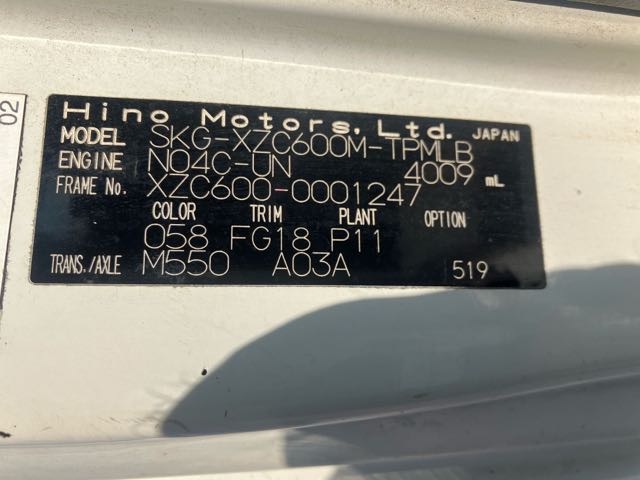 02
Hino Motors, Ltd. JAPAN
MODEL SKG-XZC600M-TPMLB
ENGINE N04C-UN 4009 mL
FRAME No. XZC600-0001247
COLOR TRIM PLANT OPTION
058 FG18 P11
TRANS./AXLE M550 A03A 519